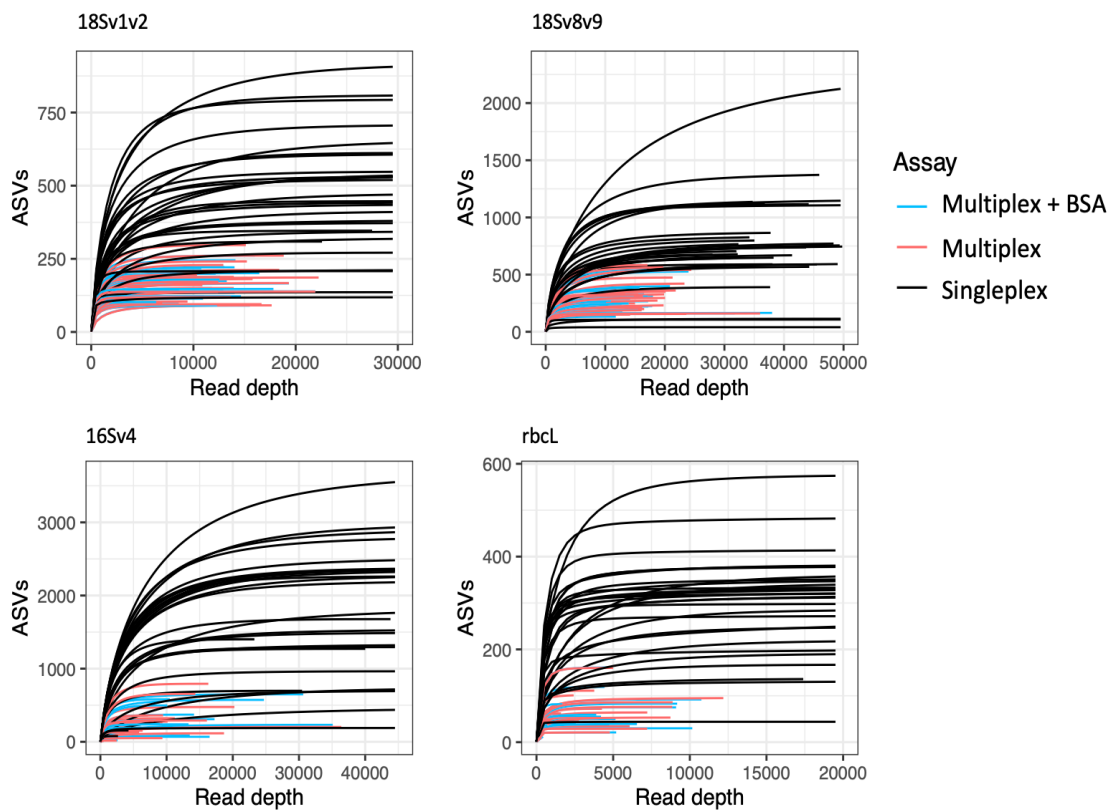 18Sv1v2
18Sv8v9
750
500
250
0
ASVs
0 10000 20000 30000
Read depth
2000
1500
1000
500
0
ASVs
0 10000 20000 30000 40000 50000
Read depth
Assay
Multiplex + BSA
Multiplex
Singleplex
16Sv4
rbcL
3000
2000
1000
0
ASVs
0 10000 20000 30000 40000
Read depth
600
400
200
0
ASVs
0 5000 10000 15000 20000
Read depth